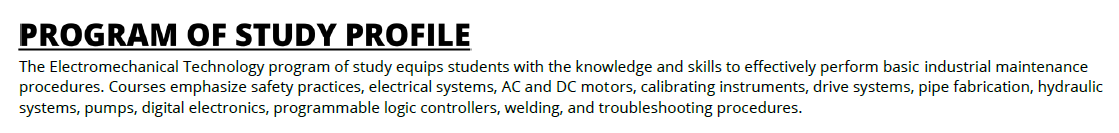 PROGRAM OF STUDY PROFILE
The Electromechanical Technology program of study equips students with the knowledge and skills to effectively perform basic industrial maintenance
procedures. Courses emphasize safety practices, electrical systems, AC and DC motors, calibrating instruments, drive systems, pipe fabrication, hydraulic
systems, pumps, digital electronics, programmable logic controllers, welding, and troubleshooting procedures.